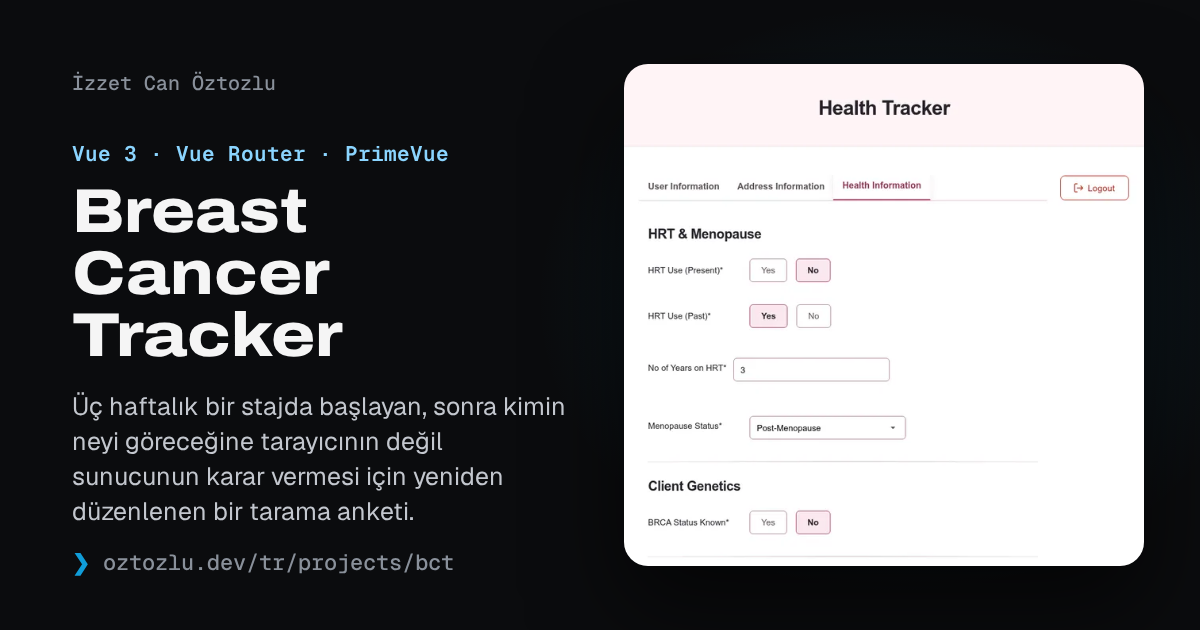 İzzet Can Öztozlu
Vue 3 · Vue Router · PrimeVue
Breast
Cancer
Tracker
Üç haftalık bir stajda başlayan, sonra kimin
neyi göreceğine tarayıcının değil
sunucunun karar vermesi için yeniden
düzenlenen bir tarama anketi.
❯ oztozlu.dev/tr/projects/bct
Health Tracker
User Information Address Information Health Information Logout
HRT & Menopause
HRT Use (Present)* Yes No
HRT Use (Past)* Yes No
No of Years on HRT* 3
Menopause Status* Post-Menopause
Client Genetics
BRCA Status Known* Yes No